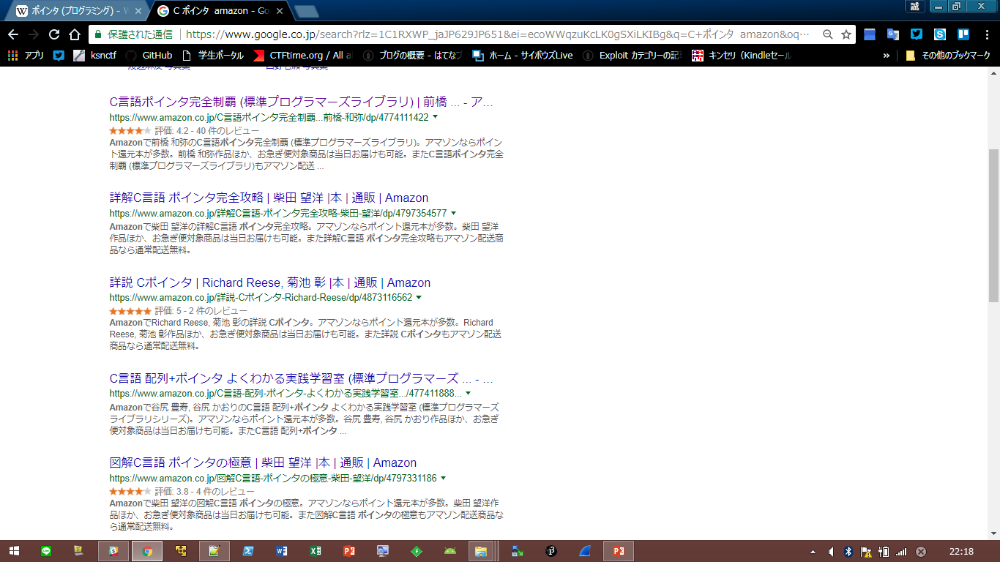 ポインタ (プログラミング) - W
C ポインタ amazon - Go
誠
保護された通信
https://www.google.co.jp/search?rlz=1C1RXWP_jaJP629JP651&ei=ecoWWqzuKcLK0gSXiLKIBg&q=C+ポインタ amazon&oq…
アプリ
ksnctf
GitHub
学生ポータル
CTFtime.org / All a
ブログの概要 - はてなブ
ホーム - サイボウズLive
Exploit カテゴリーの記
キンセリ（Kindleセール
»
その他のブックマーク
C言語ポインタ完全制覇 (標準プログラマーズライブラリ) | 前橋 ... - ア...
https://www.amazon.co.jp/C言語ポインタ完全制覇...前橋-和弥/dp/4774111422
評価: 4.2 - 40 件のレビュー
Amazonで前橋 和弥のC言語ポインタ完全制覇 (標準プログラマーズライブラリ)。アマゾンならポイン
ト還元本が多数。前橋 和弥作品ほか、お急ぎ便対象商品は当日お届けも可能。またC言語ポインタ完全
制覇 (標準プログラマーズライブラリ)もアマゾン配送 ...
詳解C言語 ポインタ完全攻略 | 柴田 望洋 |本 | 通販 | Amazon
https://www.amazon.co.jp/詳解C言語-ポインタ完全攻略-柴田-望洋/dp/4797354577
Amazonで柴田 望洋の詳解C言語 ポインタ完全攻略。アマゾンならポイント還元本が多数。柴田 望洋
作品ほか、お急ぎ便対象商品は当日お届けも可能。また詳解C言語 ポインタ完全攻略もアマゾン配送商
品なら通常配送無料。
詳説 Cポインタ | Richard Reese, 菊池 彰 |本 | 通販 | Amazon
https://www.amazon.co.jp/詳説-Cポインタ-Richard-Reese/dp/4873116562
評価: 5 - 2 件のレビュー
AmazonでRichard Reese, 菊池 彰の詳説 Cポインタ。アマゾンならポイント還元本が多数。Richard
Reese, 菊池 彰作品ほか、お急ぎ便対象商品は当日お届けも可能。また詳説 Cポインタもアマゾン配送
商品なら通常配送無料。
C言語 配列+ポインタ よくわかる実践学習室 (標準プログラマーズ ... - ...
https://www.amazon.co.jp/C言語-配列-ポインタ-よくわかる実践学習室.../477411888...
Amazonで谷尻 豊寿, 谷尻 かおりのC言語 配列+ポインタ よくわかる実践学習室 (標準プログラマーズ
ライブラリシリーズ)。アマゾンならポイント還元本が多数。谷尻 豊寿, 谷尻 かおり作品ほか、お急ぎ
便対象商品は当日お届けも可能。またC言語 配列+ポインタ ...
図解C言語 ポインタの極意 | 柴田 望洋 |本 | 通販 | Amazon
https://www.amazon.co.jp/図解C言語-ポインタの極意-柴田-望洋/dp/4797331186
評価: 3.8 - 4 件のレビュー
Amazonで柴田 望洋の図解C言語 ポインタの極意。アマゾンならポイント還元本が多数。柴田 望洋作
品ほか、お急ぎ便対象商品は当日お届けも可能。また図解C言語 ポインタの極意もアマゾン配送商品な
ら通常配送無料。
22:18